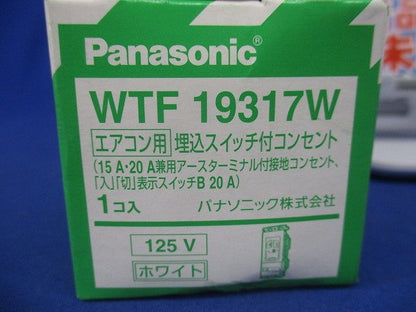 Panasonic®
WTF 19317W
エアコン用 埋込スイッチ付コンセント
(15 A・20 A兼用アースターミナル付接地コンセント、
「入」「切」表示スイッチB 20 A)
1コ入 パナソニック株式会社
125 V
ホワイト